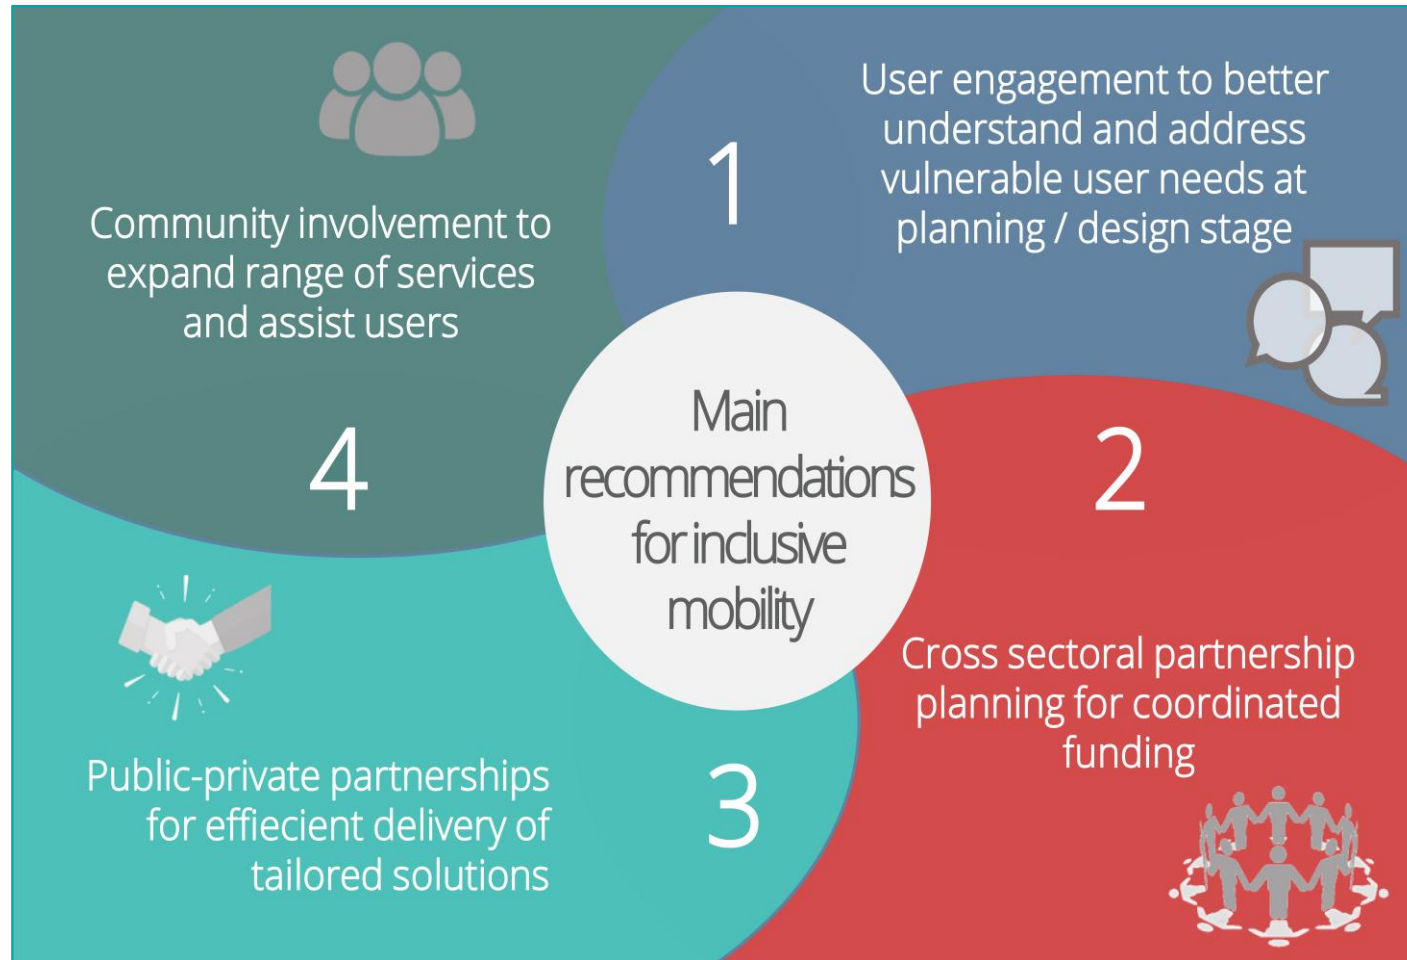 Main
recommendations
for inclusive
mobility
1
User engagement to better
understand and address
vulnerable user needs at
planning / design stage
2
Cross sectoral partnership
planning for coordinated
funding
3
Public-private partnerships
for effiecient delivery of
tailored solutions
4
Community involvement to
expand range of services
and assist users